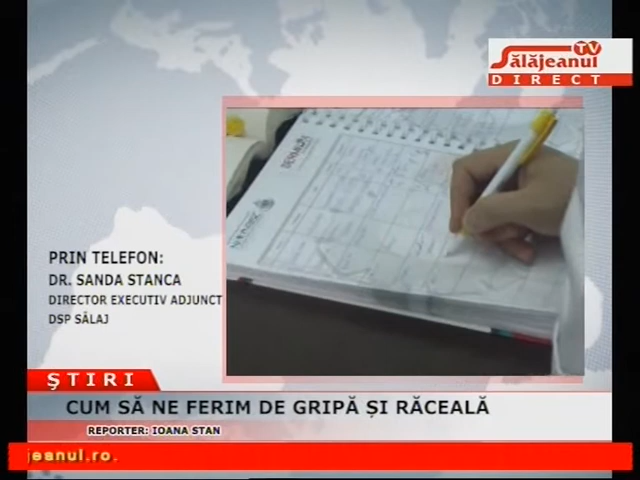 Sălăjeanul TV
DIRECT
PRIN TELEFON:
DR. SANDA STANCA
DIRECTOR EXECUTIV ADJUNCT
DSP SĂLAJ
ŞTIRI
CUM SĂ NE FERIM DE GRIPĂ ȘI RĂCEALĂ
REPORTER: IOANA STAN
jeanul.ro.